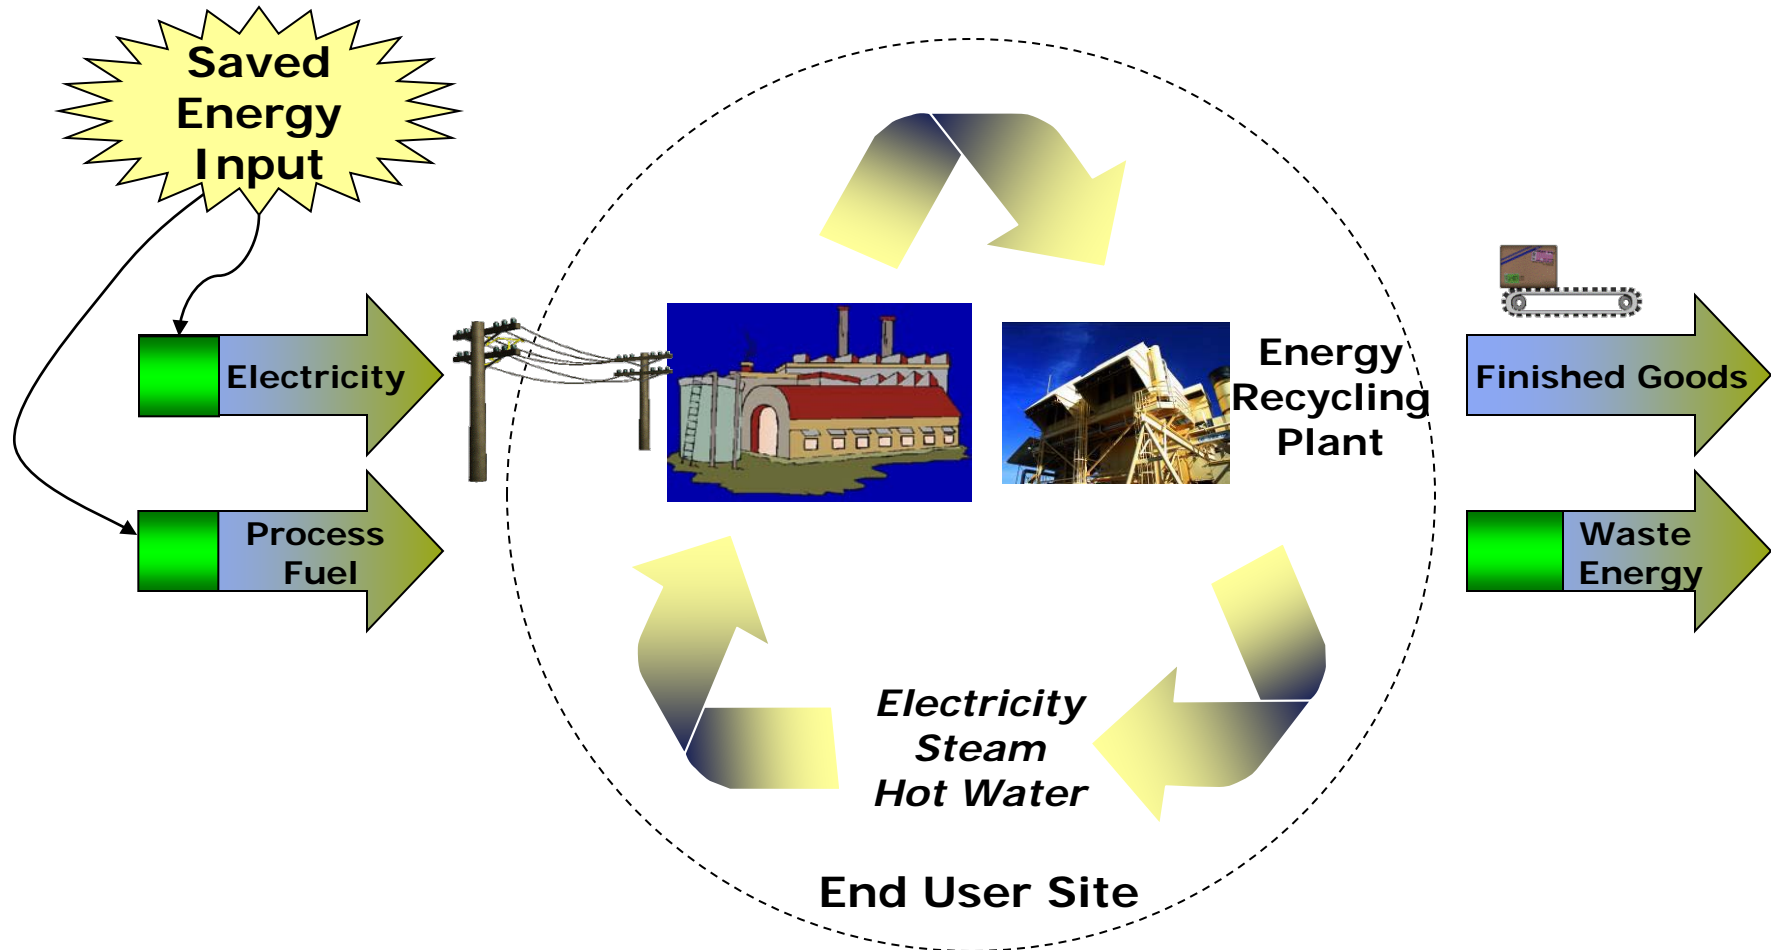 Saved
Energy
Input
Electricity
Process
Fuel
Energy
Recycling
Plant
Electricity
Steam
Hot Water
End User Site
Finished Goods
Waste
Energy